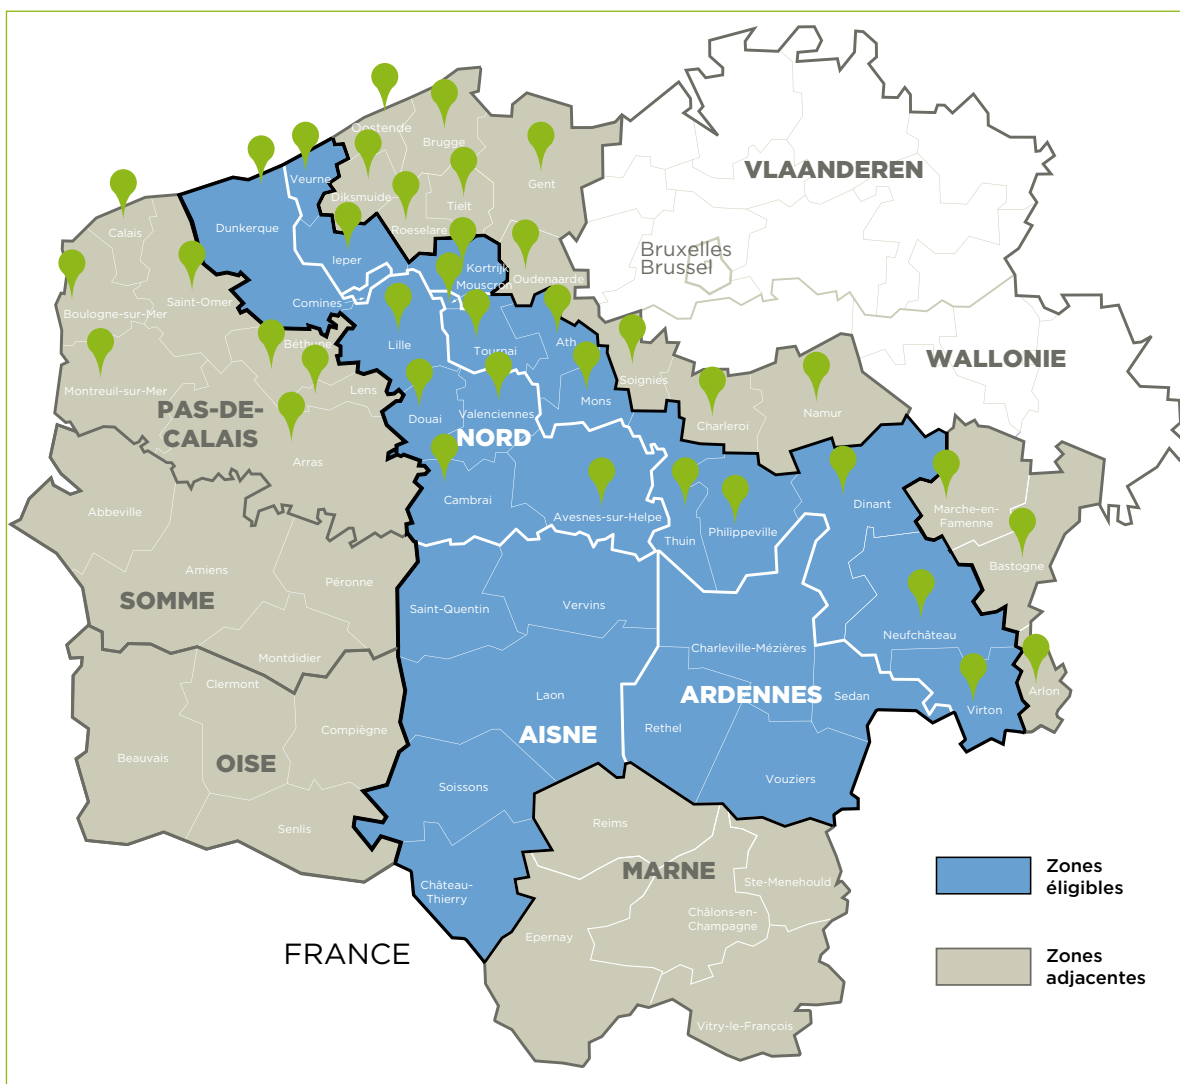 Oostende
Brugge
VLAANDEREN
Veurne
Gent
Diksmuide
Tielt
Calais
Dunkerque
Roeselare
Ieper
Bruxelles
Brussel
Kortrijk
Oudenaarde
Mouscron
Saint-Omer
Comines
Boulogne-sur-Mer
Béthune
Lille
Tournai
Ath
WALLONIE
Soignies
Montreuil-sur-Mer
Lens
Mons
PAS-DE-
CALAIS
Douai
Valenciennes
Charleroi
Namur
NORD
Arras
Cambrai
Avesnes-sur-Helpe
Dinant
Abbeville
Marche-en-
Famenne
Thuin
Philippeville
Amiens
Péronne
Bastogne
SOMME
Saint-Quentin
Vervins
Neufchâteau
Montdidier
Charleville-Mézières
Clermont
Laon
ARDENNES
Sedan
Arlon
Virton
Compiègne
AISNE
Rethel
Beauvais
OISE
Soissons
Vouziers
Senlis
Reims
MARNE
Château-
Thierry
Ste-Menehould
Châlons-en-
Champagne
Epernay
FRANCE
Vitry-le-François
Zones
éligibles
Zones
adjacentes